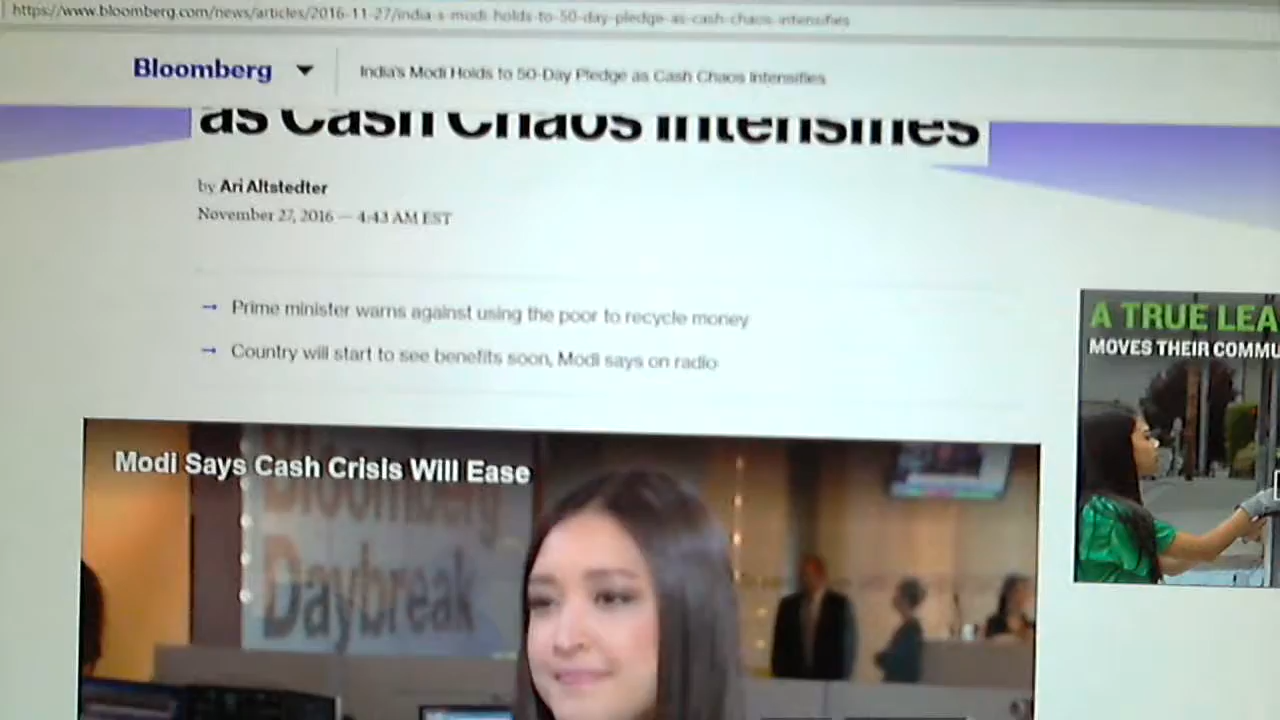 https://www.bloomberg.com/news/articles/2016-11-27/india-s-modi-holds-to-50-day-pledge-as-cash-chaos-intensifies
Bloomberg
India's Modi Holds to 50-Day Pledge as Cash Chaos Intensifies
as Cash Chaos Intensifies
by Ari Altstedter
November 27, 2016 — 4:43 AM EST
→ Prime minister warns against using the poor to recycle money
→ Country will start to see benefits soon, Modi says on radio
A TRUE LEA
MOVES THEIR COMMU
Modi Says Cash Crisis Will Ease
Bloomberg
Daybreak